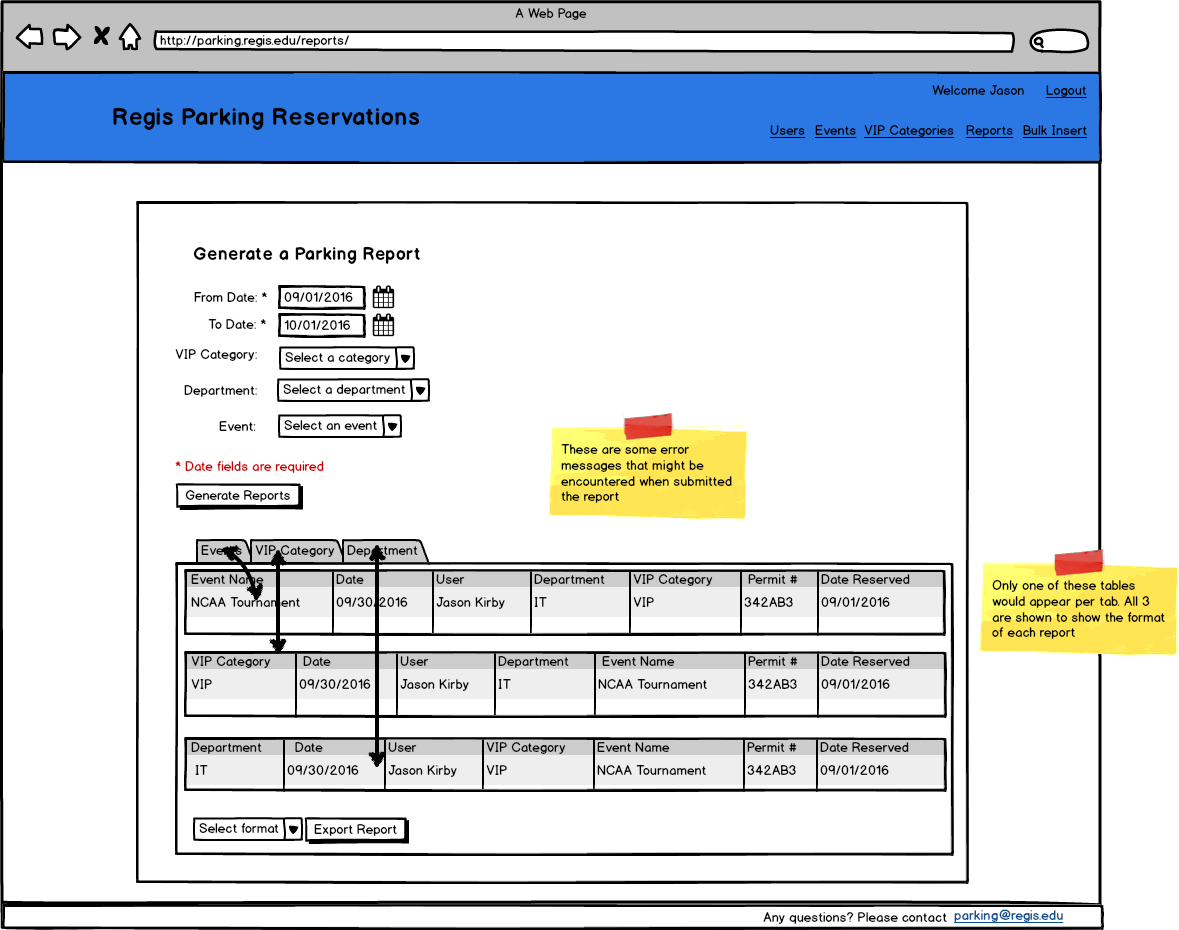 A Web Page
http://parking.regis.edu/reports/
Welcome Jason Logout
Regis Parking Reservations
Users Events VIP Categories Reports Bulk Insert
Generate a Parking Report
From Date: * 09/01/2016
To Date: * 10/01/2016
VIP Category: Select a category
Department: Select a department
Event: Select an event
* Date fields are required
Generate Reports
These are some error
messages that might be
encountered when submitted
the report
Events VIP Category Department
Event Name Date User Department VIP Category Permit # Date Reserved
NCAA Tournament 09/30/2016 Jason Kirby IT VIP 342AB3 09/01/2016
VIP Category Date User Department Event Name Permit # Date Reserved
VIP 09/30/2016 Jason Kirby IT NCAA Tournament 342AB3 09/01/2016
Department Date User VIP Category Event Name Permit # Date Reserved
IT 09/30/2016 Jason Kirby VIP NCAA Tournament 342AB3 09/01/2016
Select format Export Report
Only one of these tables
would appear per tab. All 3
are shown to show the format
of each report
Any questions? Please contact parking@regis.edu